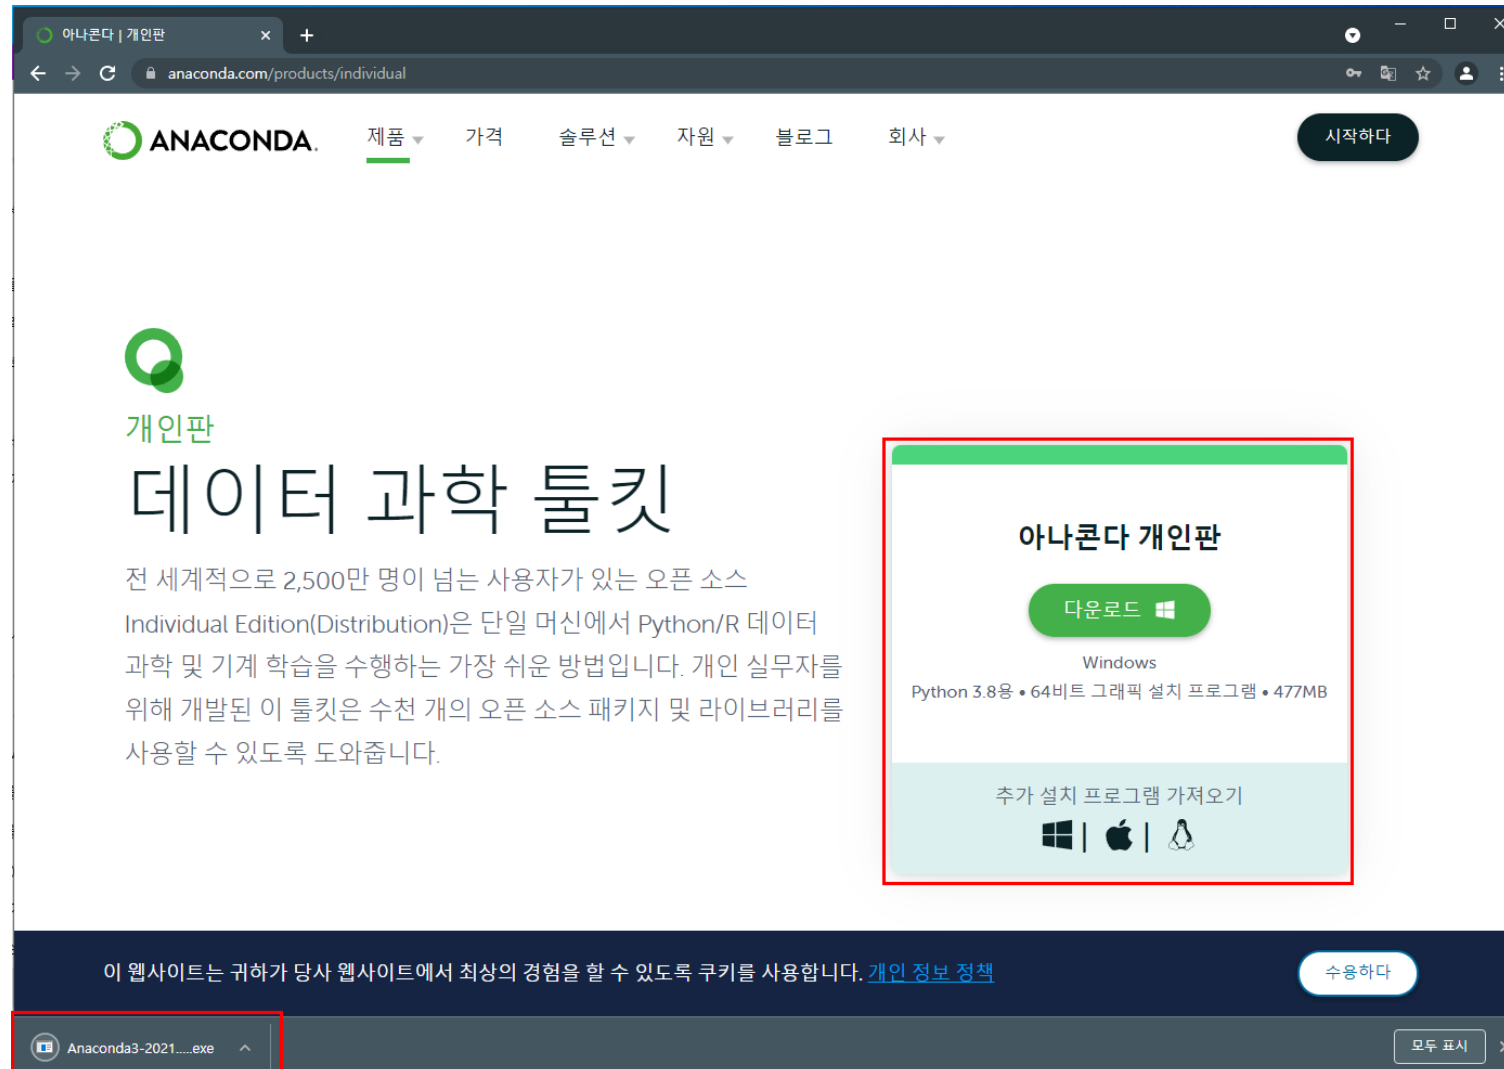 아나콘다 | 개인판
anaconda.com/products/individual
ANACONDA.
제품
가격
솔루션
자원
블로그
회사
시작하다
개인판
데이터 과학 툴킷
전 세계적으로 2,500만 명이 넘는 사용자가 있는 오픈 소스
Individual Edition(Distribution)은 단일 머신에서 Python/R 데이터
과학 및 기계 학습을 수행하는 가장 쉬운 방법입니다. 개인 실무자를
위해 개발된 이 툴킷은 수천 개의 오픈 소스 패키지 및 라이브러리를
사용할 수 있도록 도와줍니다.
아나콘다 개인판
다운로드
Windows
Python 3.8용 • 64비트 그래픽 설치 프로그램 • 477MB
추가 설치 프로그램 가져오기
이 웹사이트는 귀하가 당사 웹사이트에서 최상의 경험을 할 수 있도록 쿠키를 사용합니다. 개인 정보 정책
수용하다
Anaconda3-2021.....exe
모두 표시